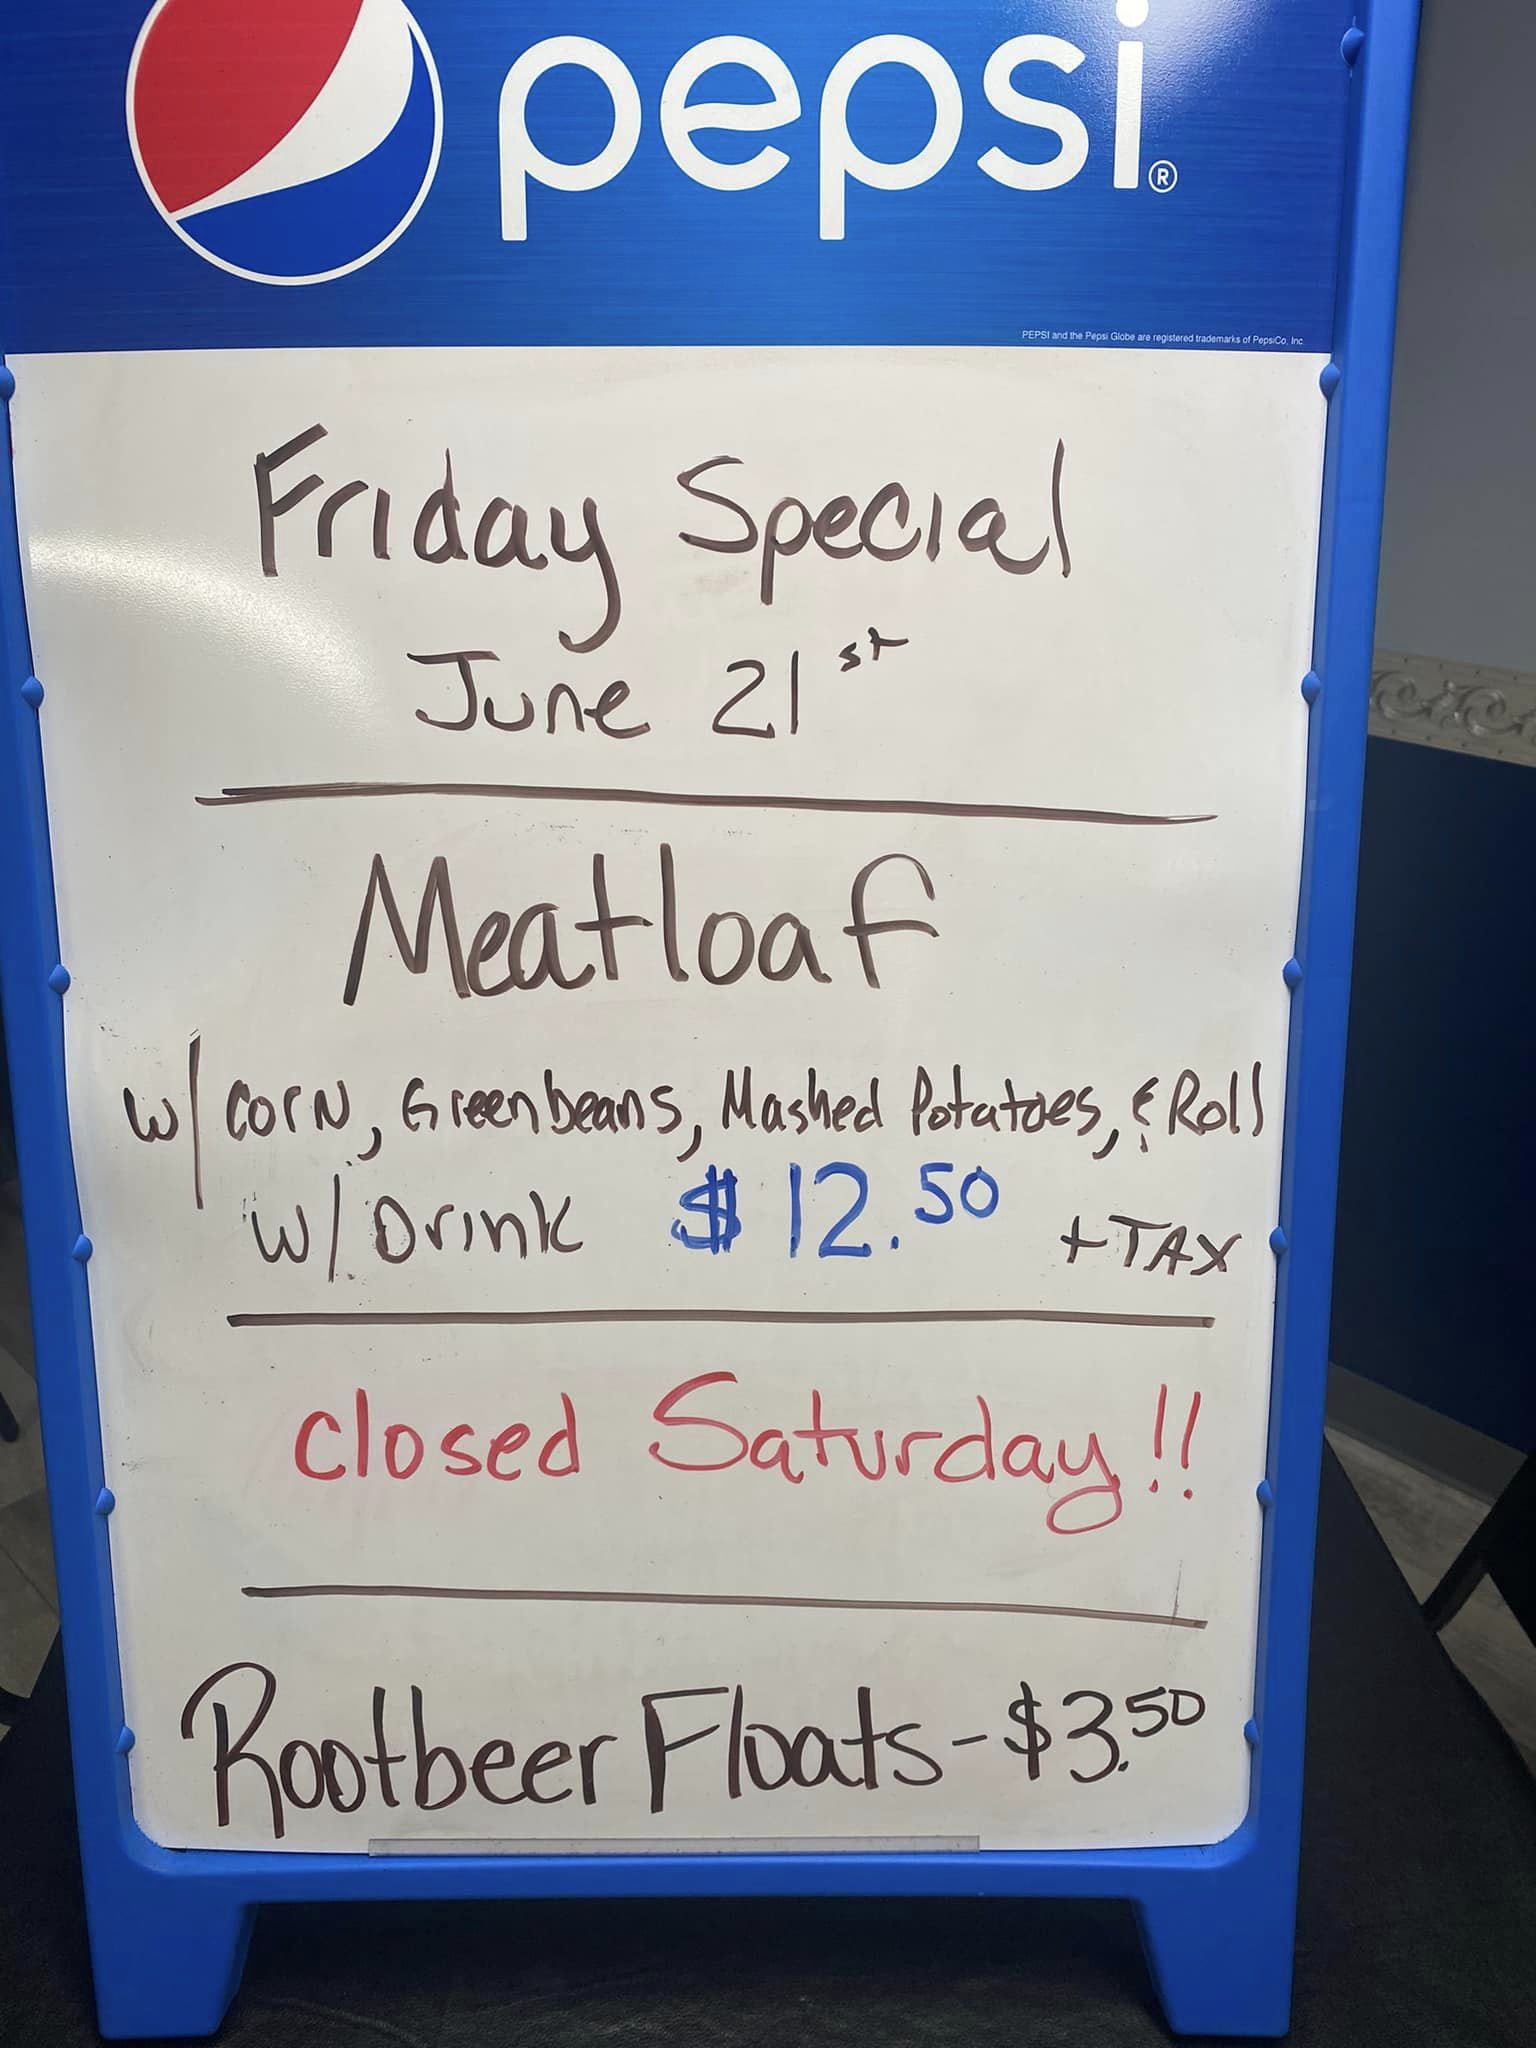 pepsi®
PEPSI and the Pepsi Globe are registered trademarks of PepsiCo, Inc.
Friday Special
June 21st
Meatloaf
w/ corn, Greenbeans, Mashed Potatoes, & Roll
w/ Drink $12.50 + TAX
closed Saturday!!
Rootbeer Floats - $3.50